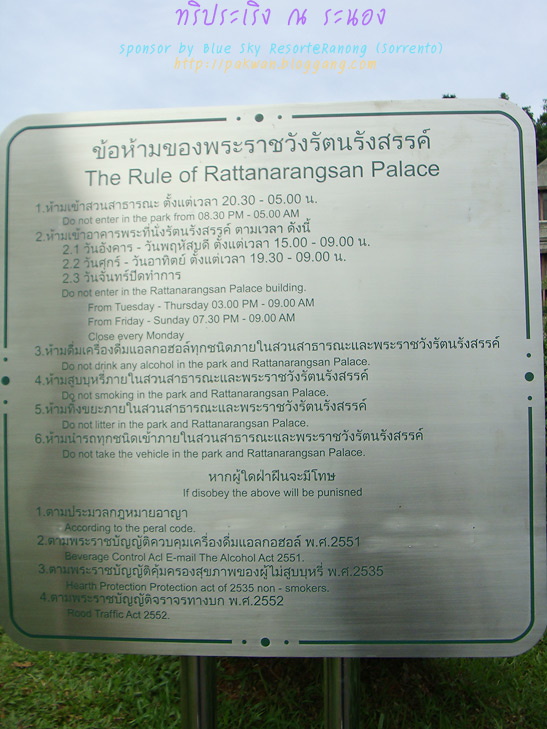 ทริประเริง ณ ระนอง
sponsor by Blue Sky Resort@Ranong (Sorrento)
ข้อห้ามของพระราชวังรัตนรังสรรค์
The Rule of Rattanarangsan Palace
1.ห้ามเข้าสวนสาธารณะ ตั้งแต่เวลา 20.30 - 05.00 น.
Do not enter in the park from 08.30 PM - 05.00 AM
2.ห้ามเข้าอาคารพระที่นั่งรัตนรังสรรค์ ตามเวลา ดังนี้
2.1 วันอังคาร - วันพฤหัสบดี ตั้งแต่เวลา 15.00 - 09.00 น.
2.2 วันศุกร์ - วันอาทิตย์ ตั้งแต่เวลา 19.30 - 09.00 น.
2.3 วันจันทร์ปิดทำการ
Do not enter in the Rattanarangsan Palace building.
From Tuesday - Thursday 03.00 PM - 09.00 AM
From Friday - Sunday 07.30 PM - 09.00 AM
Close every Monday
3.ห้ามดื่มเครื่องดื่มแอลกอฮอล์ทุกชนิดภายในสวนสาธารณะและพระราชวังรัตนรังสรรค์
Do not drink any alcohol in the park and Rattanarangsan Palace.
4.ห้ามสูบบุหรี่ภายในสวนสาธารณะและพระราชวังรัตนรังสรรค์
Do not smoking in the park and Rattanarangsan Palace.
5.ห้ามทิ้งขยะภายในสวนสาธารณะและพระราชวังรัตนรังสรรค์
Do not litter in the park and Rattanarangsan Palace.
6.ห้ามนำรถทุกชนิดเข้าภายในสวนสาธารณะและพระราชวังรัตนรังสรรค์
Do not take the vehicle in the park and Rattanarangsan Palace.
หากผู้ใดฝ่าฝืนจะมีโทษ
If disobey the above will be punisned
1.ตามประมวลกฎหมายอาญา
According to the peral code.
2.ตามพระราชบัญญัติควบคุมเครื่องดื่มแอลกอฮอล์ พ.ศ.2551
Beverage Control Acl E-mail The Alcohol Act 2551.
3.ตามพระราชบัญญัติคุ้มครองสุขภาพของผู้ไม่สูบบุหรี่ พ.ศ.2535
Hearth Protection Protection act of 2535 non - smokers.
4.ตามพระราชบัญญัติจราจรทางบก พ.ศ.2552
Rood Traffic Act 2552.